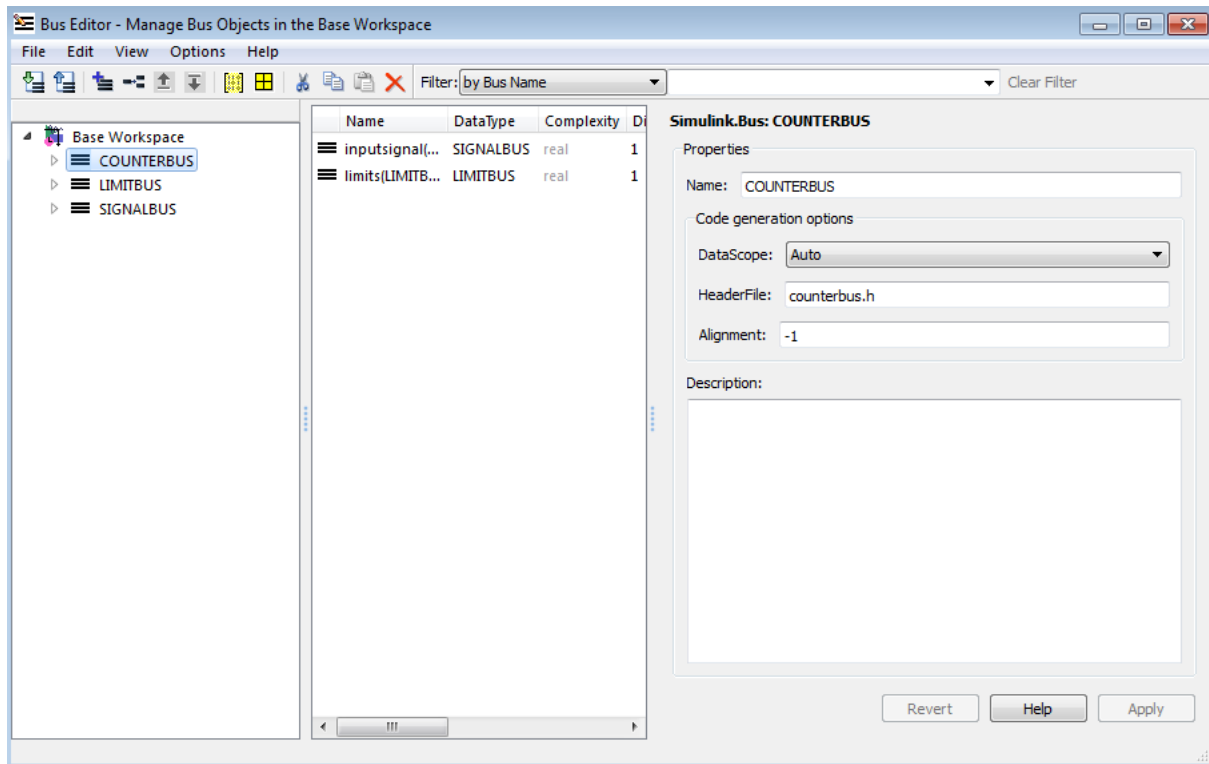 Bus Editor - Manage Bus Objects in the Base Workspace
File Edit View Options Help
Filter: by Bus Name Clear Filter
Base Workspace
COUNTERBUS
LIMITBUS
SIGNALBUS
Name DataType Complexity Di
inputsignal(... SIGNALBUS real 1
limits(LIMITB... LIMITBUS real 1
Simulink.Bus: COUNTERBUS
Properties
Name: COUNTERBUS
Code generation options
DataScope: Auto
HeaderFile: counterbus.h
Alignment: -1
Description:
Revert Help Apply